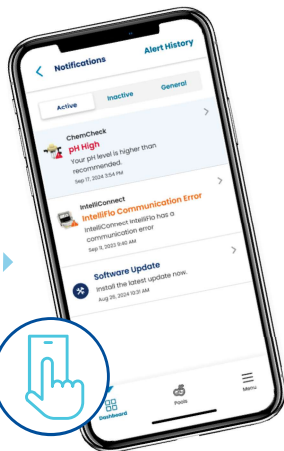 Notifications
Alert History
Active
Inactive
General
ChemCheck
pH High
Your pH level is higher than
recommended.
Sep 17, 2024 3:54 PM
IntelliConnect
IntelliFlo Communication Error
IntelliConnect IntelliFlo has a
communication error
Sep 9, 2023 9:40 AM
Software Update
Install the latest update now.
Aug 26, 2024 10:31 AM
Dashboard
Pools
Menu